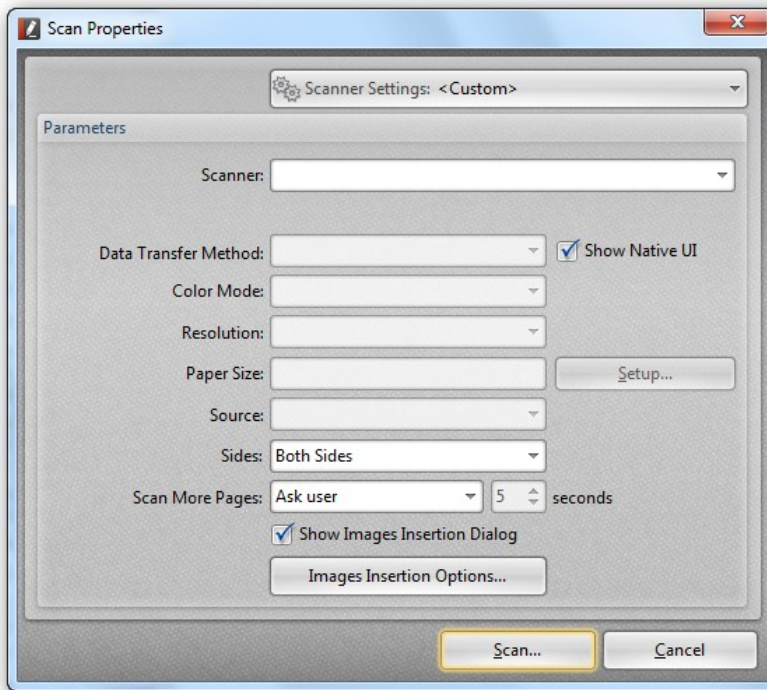 Scan Properties
Scanner Settings: <Custom>
Parameters
Scanner:
Data Transfer Method:
Show Native UI
Color Mode:
Resolution:
Paper Size:
Setup...
Source:
Sides: Both Sides
Scan More Pages: Ask user 5 seconds
Show Images Insertion Dialog
Images Insertion Options...
Scan... Cancel